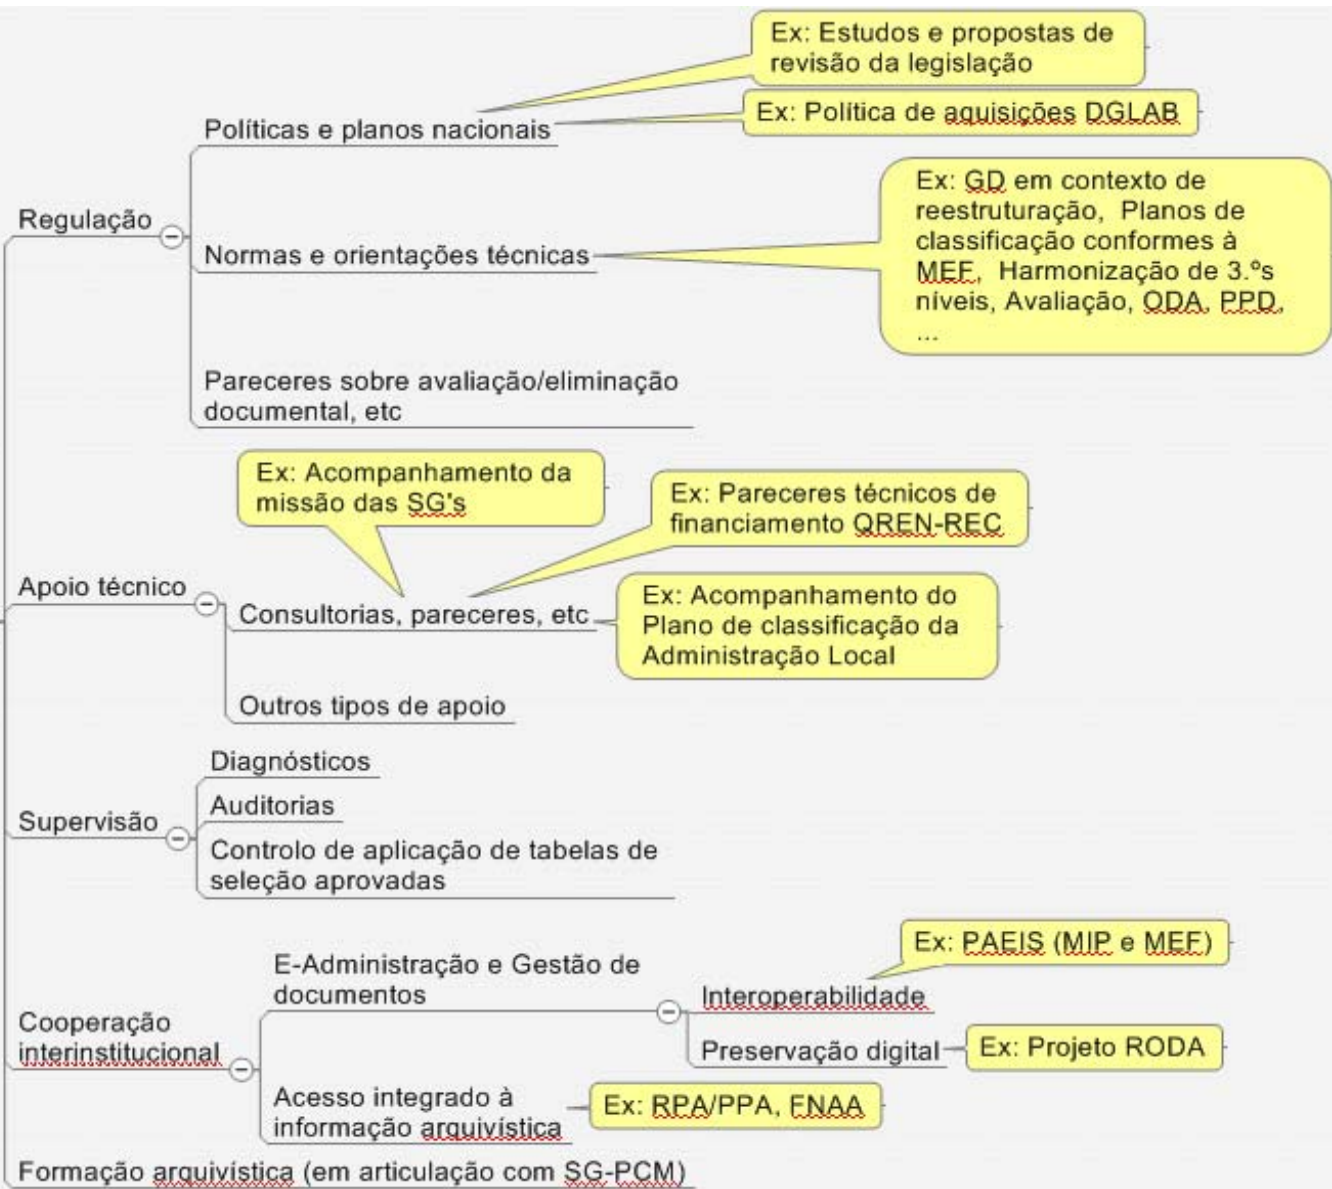 Ex: Estudos e propostas de
revisão da legislação
Políticas e planos nacionais
Ex: Política de aquisições DGLAB
Regulação
Normas e orientações técnicas
Ex: GD em contexto de
reestruturação, Planos de
classificação conformes à
MEF, Harmonização de 3.ºs
níveis, Avaliação, ODA, PPD,
...
Pareceres sobre avaliação/eliminação
documental, etc
Ex: Acompanhamento da
missão das SG's
Ex: Pareceres técnicos de
financiamento QREN-REC
Apoio técnico
Consultorias, pareceres, etc
Ex: Acompanhamento do
Plano de classificação da
Administração Local
Outros tipos de apoio
Supervisão
Diagnósticos
Auditorias
Controlo de aplicação de tabelas de
seleção aprovadas
Cooperação
interinstitucional
E-Administração e Gestão de
documentos
Ex: PAEIS (MIP e MEF)
Interoperabilidade
Preservação digital
Ex: Projeto RODA
Acesso integrado à
informação arquivística
Ex: RPA/PPA, FNAA
Formação arquivística (em articulação com SG-PCM)